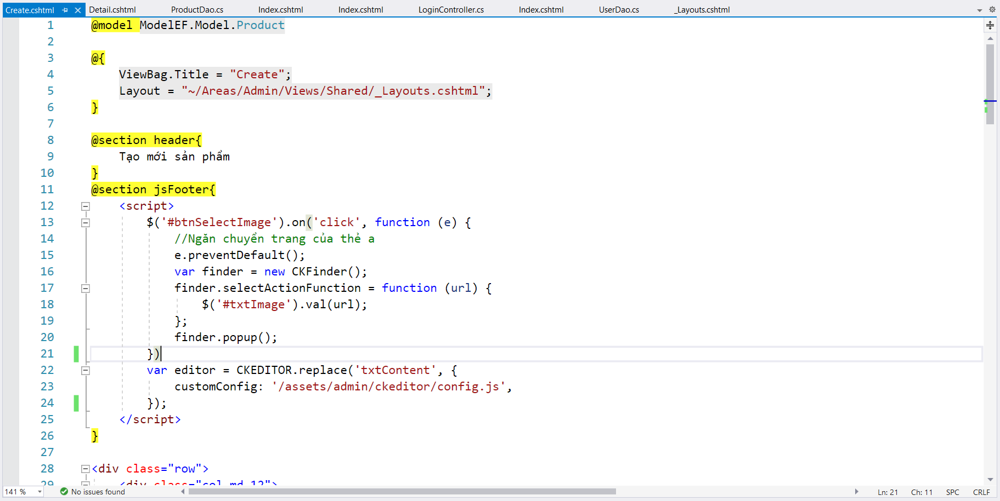 Create.cshtml Detail.cshtml ProductDao.cs Index.cshtml Index.cshtml LoginController.cs Index.cshtml UserDao.cs _Layouts.cshtml
1 @model ModelEF.Model.Product
2
3 @{
4 ViewBag.Title = "Create";
5 Layout = "~/Areas/Admin/Views/Shared/_Layouts.cshtml";
6 }
7
8 @section header{
9 Tạo mới sản phẩm
10 }
11 @section jsFooter{
12 <script>
13 $('#btnSelectImage').on('click', function (e) {
14 //Ngăn chuyển trang của thẻ a
15 e.preventDefault();
16 var finder = new CKFinder();
17 finder.selectActionFunction = function (url) {
18 $('#txtImage').val(url);
19 };
20 finder.popup();
21 })
22 var editor = CKEDITOR.replace('txtContent', {
23 customConfig: '/assets/admin/ckeditor/config.js',
24 });
25 </script>
26 }
27
28 <div class="row">
29 <div class="col-md-12">
141 % No issues found Ln: 21 Ch: 11 SPC CRLF